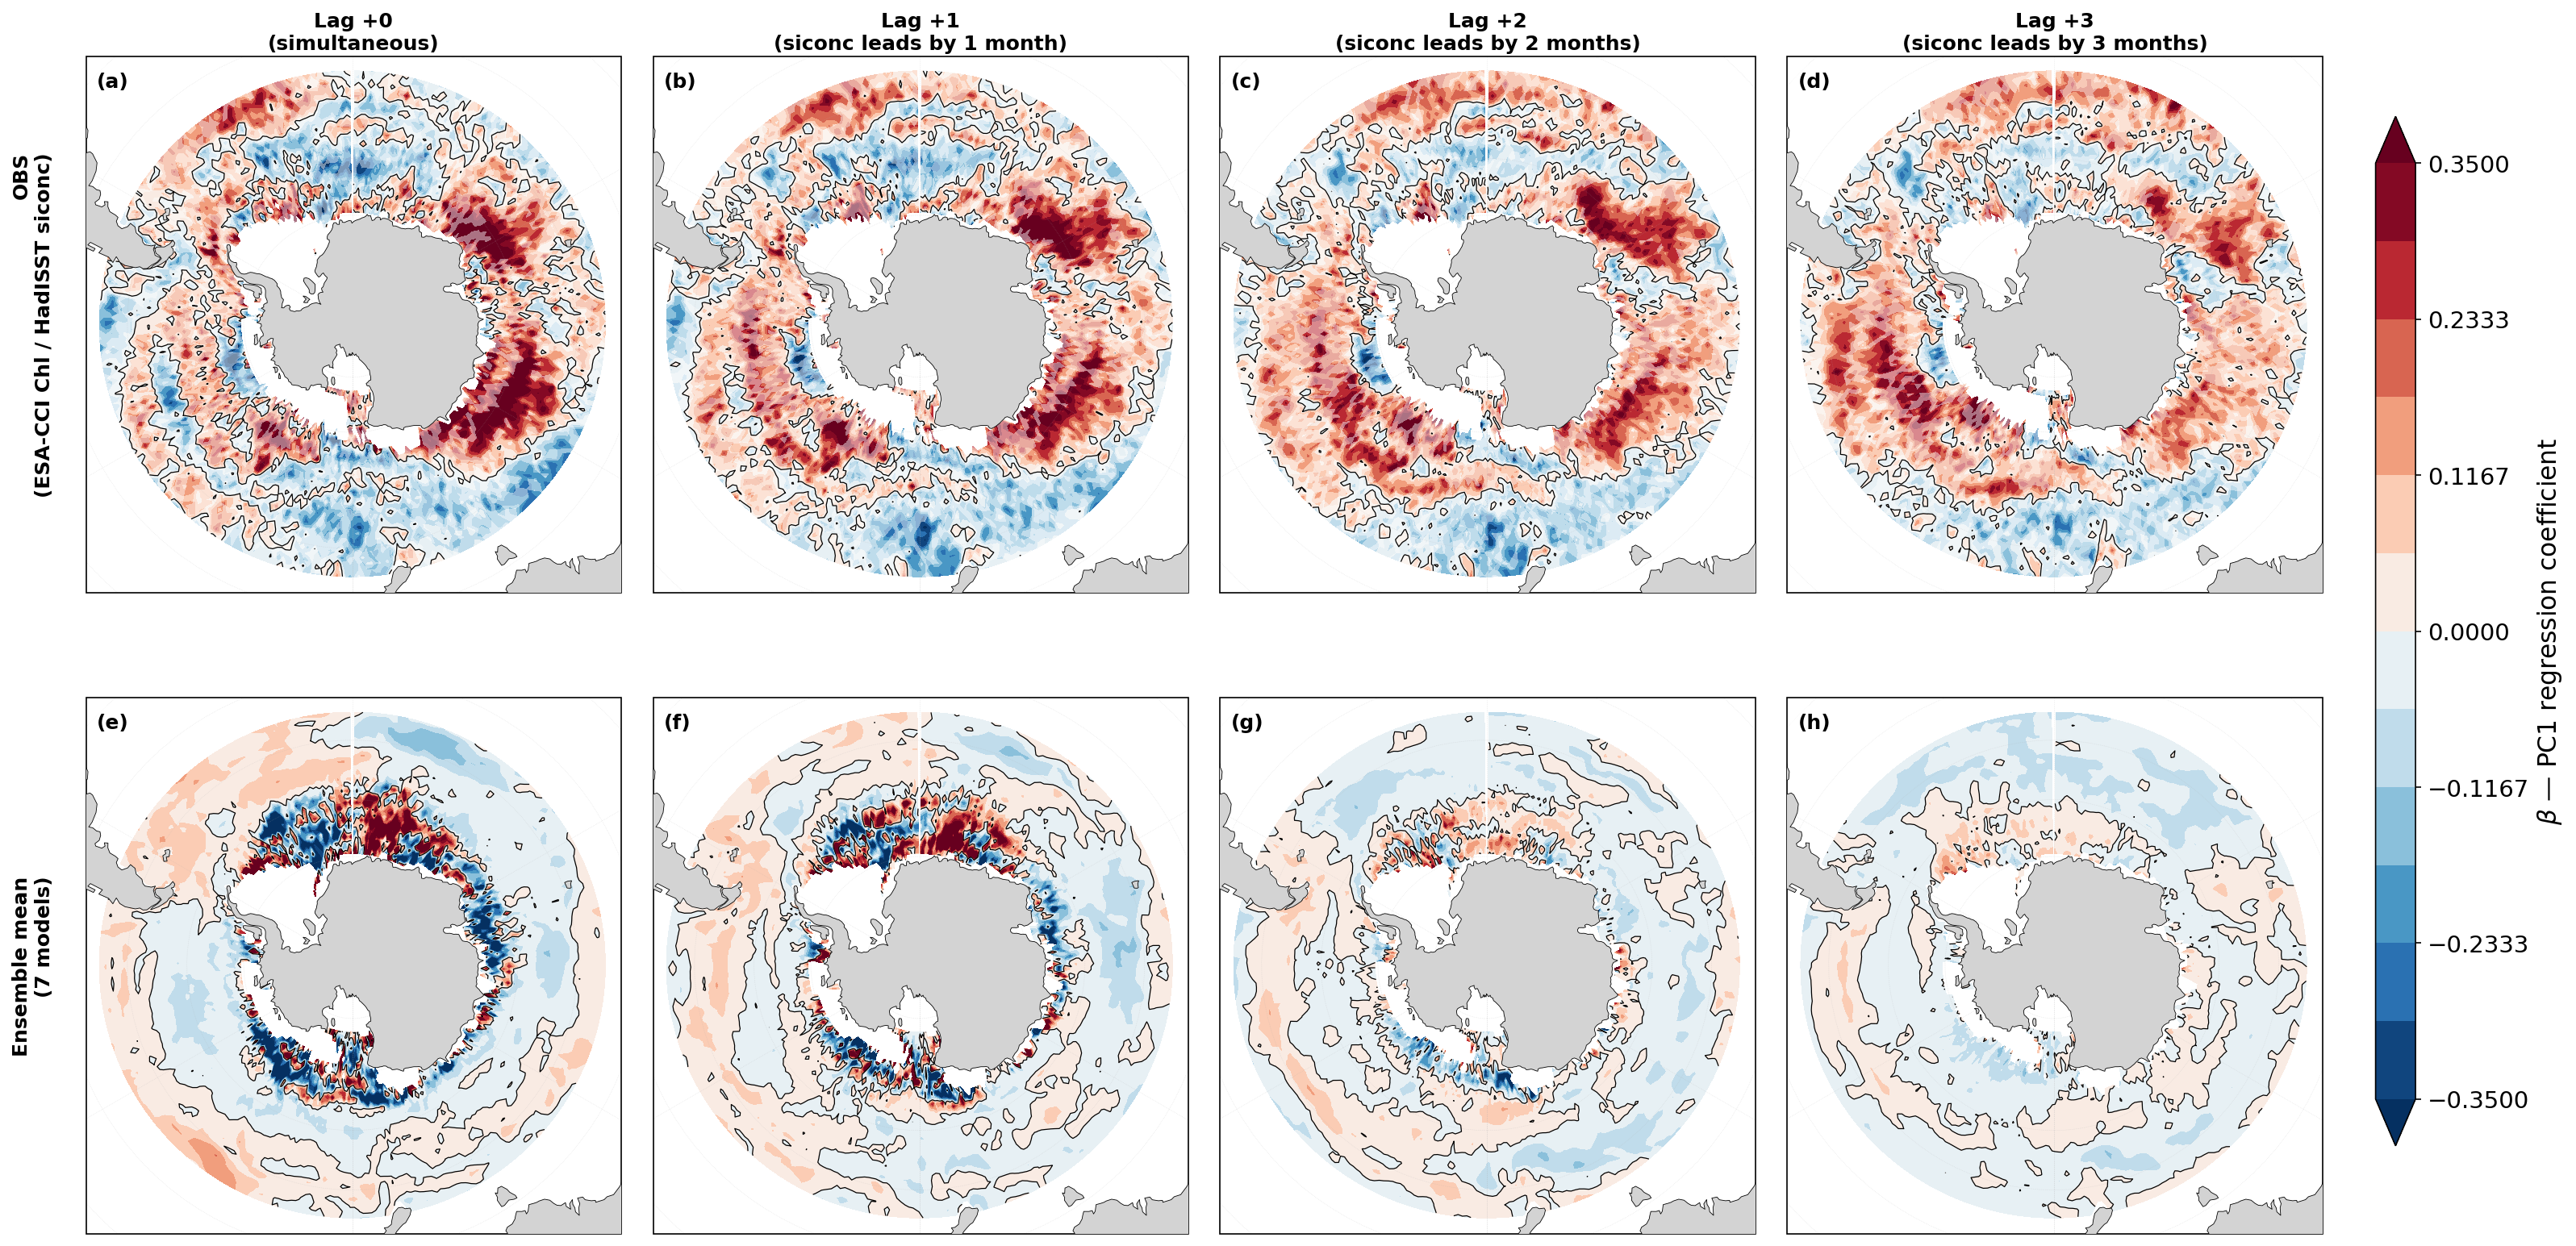 Lag +0
(simultaneous)
Lag +1
(siconc leads by 1 month)
Lag +2
(siconc leads by 2 months)
Lag +3
(siconc leads by 3 months)
OBS
(ESA-CCI Chl / HadISST siconc)
(a)
(b)
(c)
(d)
Ensemble mean
(7 models)
(e)
(f)
(g)
(h)
0.3500
0.2333
0.1167
0.0000
−0.1167
−0.2333
−0.3500
β — PC1 regression coefficient